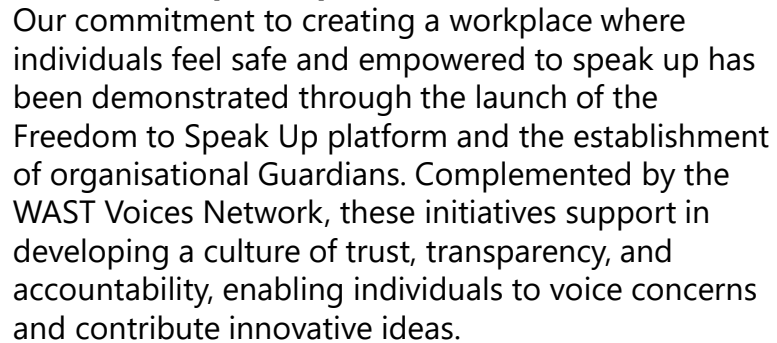 Our commitment to creating a workplace where
individuals feel safe and empowered to speak up has
been demonstrated through the launch of the
Freedom to Speak Up platform and the establishment
of organisational Guardians. Complemented by the
WAST Voices Network, these initiatives support in
developing a culture of trust, transparency, and
accountability, enabling individuals to voice concerns
and contribute innovative ideas.